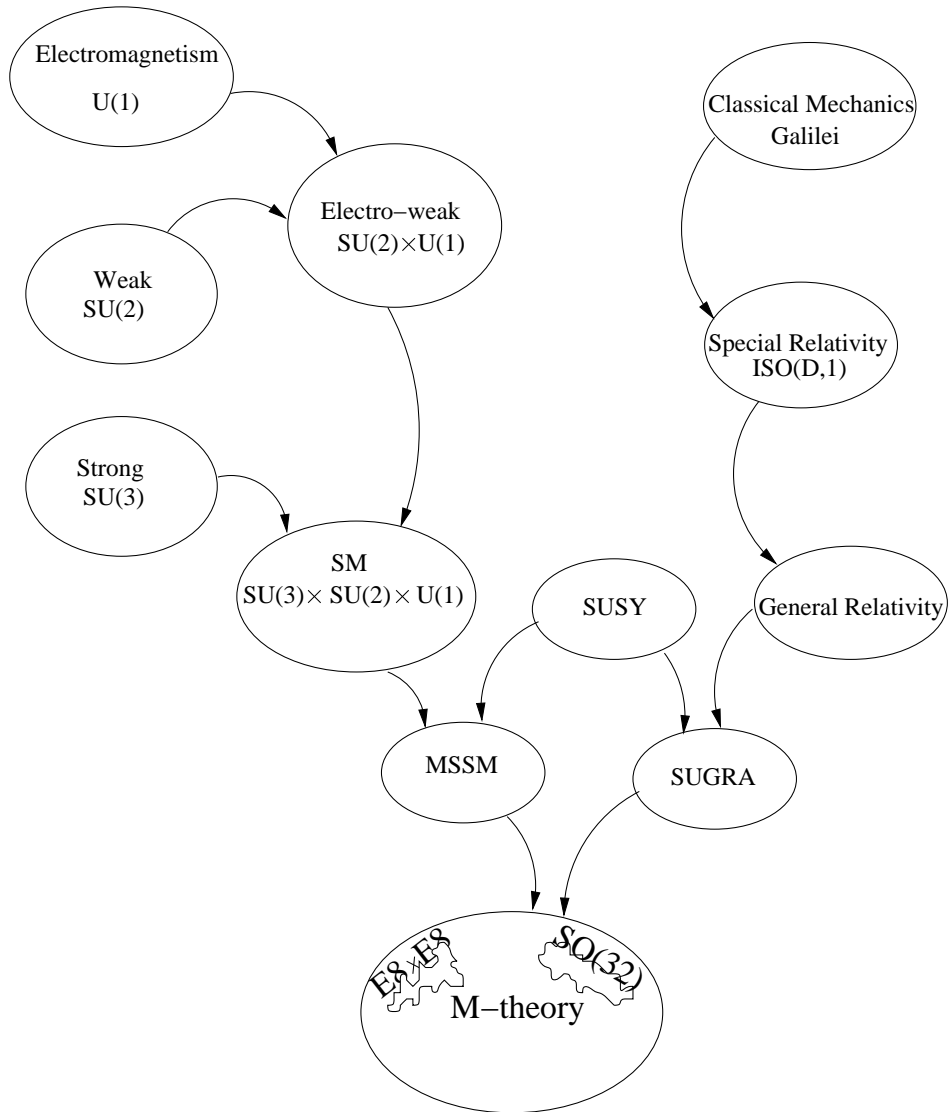 Electromagnetism
U(1)
Classical Mechanics
Galilei
Electro−weak
SU(2)×U(1)
Weak
SU(2)
Special Relativity
ISO(D,1)
Strong
SU(3)
SM
SU(3)× SU(2)× U(1)
SUSY
General Relativity
MSSM
SUGRA
E8×E8
SO(32)
M−theory